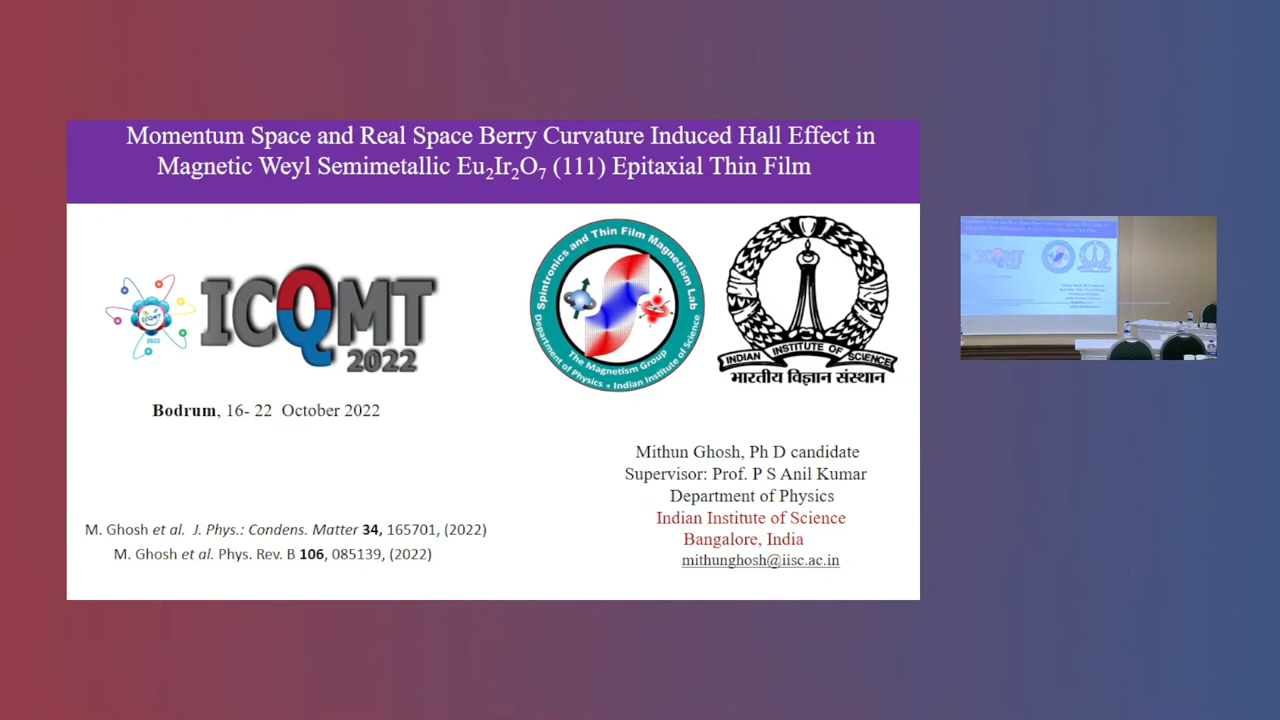 Momentum Space and Real Space Berry Curvature Induced Hall Effect in
Magnetic Weyl Semimetallic Eu₂Ir₂O₇ (111) Epitaxial Thin Film
ICQMT
2022
ICQMT
2022
Spintronics and Thin Film Magnetism Lab
The Magnetism Group
Department of Physics • Indian Institute of Science
INDIAN INSTITUTE OF SCIENCE
भारतीय विज्ञान संस्थान
Bodrum, 16- 22 October 2022
Mithun Ghosh, Ph D candidate
Supervisor: Prof. P S Anil Kumar
Department of Physics
Indian Institute of Science
Bangalore, India
mithunghosh@iisc.ac.in
M. Ghosh et al. J. Phys.: Condens. Matter 34, 165701, (2022)
M. Ghosh et al. Phys. Rev. B 106, 085139, (2022)